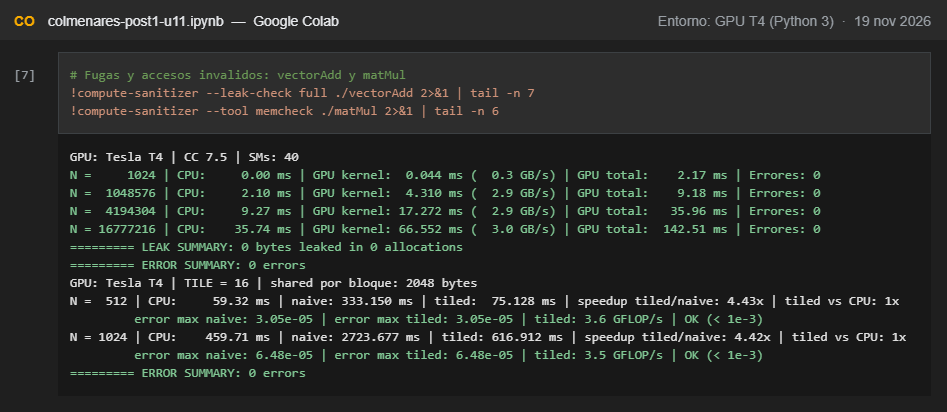 CO colmenares-post1-u11.ipynb — Google Colab Entorno: GPU T4 (Python 3) · 19 nov 2026
[7]
# Fugas y accesos invalidos: vectorAdd y matMul
!compute-sanitizer --leak-check full ./vectorAdd 2>&1 | tail -n 7
!compute-sanitizer --tool memcheck ./matMul 2>&1 | tail -n 6
GPU: Tesla T4 | CC 7.5 | SMs: 40
N =     1024 | CPU:     0.00 ms | GPU kernel:  0.044 ms (  0.3 GB/s) | GPU total:    2.17 ms | Errores: 0
N =  1048576 | CPU:     2.10 ms | GPU kernel:  4.310 ms (  2.9 GB/s) | GPU total:    9.18 ms | Errores: 0
N =  4194304 | CPU:     9.27 ms | GPU kernel: 17.272 ms (  2.9 GB/s) | GPU total:   35.96 ms | Errores: 0
N = 16777216 | CPU:    35.74 ms | GPU kernel: 66.552 ms (  3.0 GB/s) | GPU total:  142.51 ms | Errores: 0
========= LEAK SUMMARY: 0 bytes leaked in 0 allocations
========= ERROR SUMMARY: 0 errors
GPU: Tesla T4 | TILE = 16 | shared por bloque: 2048 bytes
N =  512 | CPU:     59.32 ms | naive: 333.150 ms | tiled:  75.128 ms | speedup tiled/naive: 4.43x | tiled vs CPU: 1x
         error max naive: 3.05e-05 | error max tiled: 3.05e-05 | tiled: 3.6 GFLOP/s | OK (< 1e-3)
N = 1024 | CPU:    459.71 ms | naive: 2723.677 ms | tiled: 616.912 ms | speedup tiled/naive: 4.42x | tiled vs CPU: 1x
         error max naive: 6.48e-05 | error max tiled: 6.48e-05 | tiled: 3.5 GFLOP/s | OK (< 1e-3)
========= ERROR SUMMARY: 0 errors